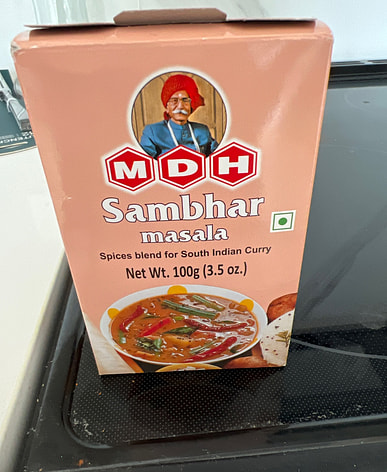 MDH
Sambhar
masala
Spices blend for South Indian Curry
Net Wt. 100g (3.5 oz.)